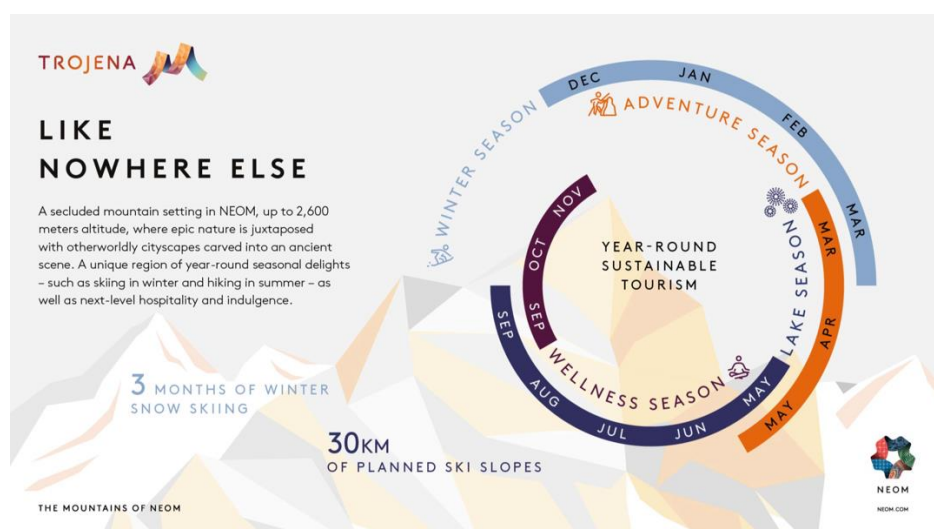 TROJENA
LIKE
NOWHERE ELSE
A secluded mountain setting in NEOM, up to 2,600
meters altitude, where epic nature is juxtaposed
with otherworldly cityscapes carved into an ancient
scene. A unique region of year-round seasonal delights
– such as skiing in winter and hiking in summer – as
well as next-level hospitality and indulgence.
3 MONTHS OF WINTER
SNOW SKIING
30KM
OF PLANNED SKI SLOPES
THE MOUNTAINS OF NEOM
WINTER SEASON
DEC JAN FEB MAR
ADVENTURE SEASON
MAR APR MAY
LAKE SEASON
MAY JUN JUL AUG SEP
WELLNESS SEASON
SEP OCT NOV
YEAR-ROUND
SUSTAINABLE
TOURISM
NEOM
NEOM.COM